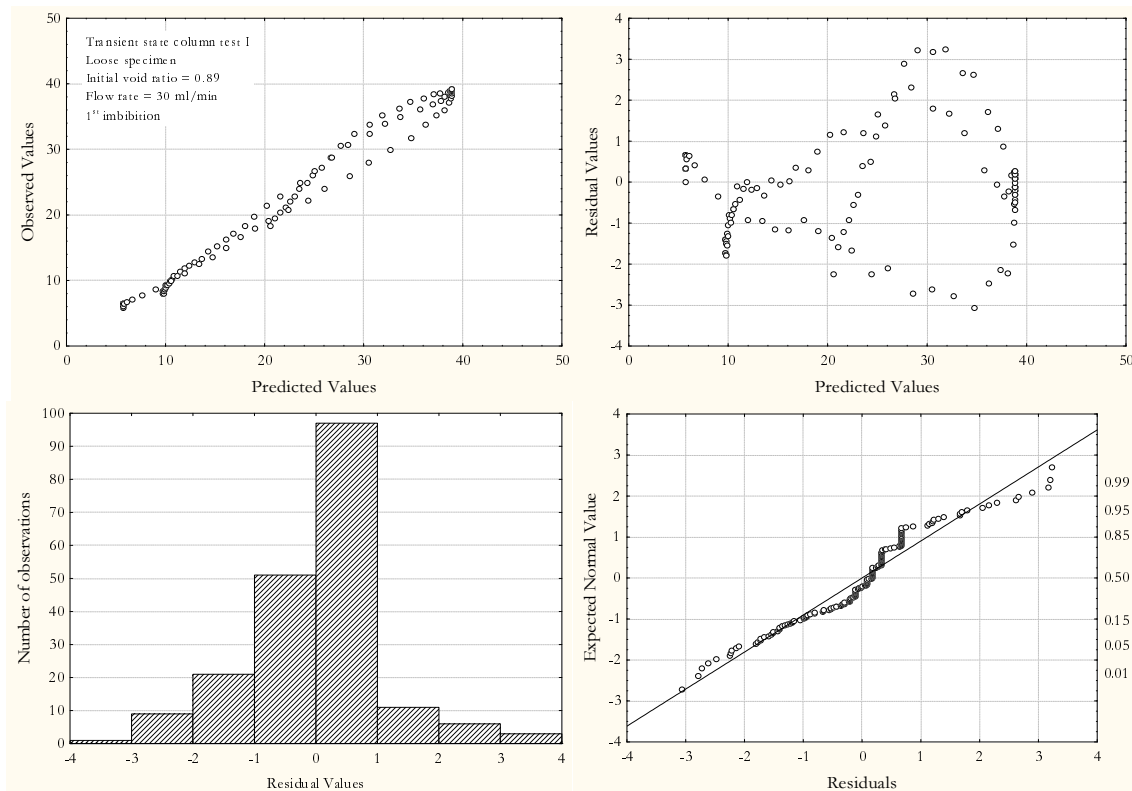 50
40
30
20
10
0
Observed Values
Transient state column test I
Loose specimen
Initial void ratio = 0.89
Flow rate = 30 ml/min
1st imbibition
0 10 20 30 40 50
Predicted Values
4
3
2
1
0
-1
-2
-3
-4
Residual Values
0 10 20 30 40 50
Predicted Values
100
90
80
70
60
50
40
30
20
10
0
Number of observations
-4 -3 -2 -1 0 1 2 3 4
Residual Values
4
3
2
1
0
-1
-2
-3
-4
Expected Normal Value
0.99
0.95
0.85
0.50
0.15
0.05
0.01
-4 -3 -2 -1 0 1 2 3 4
Residuals